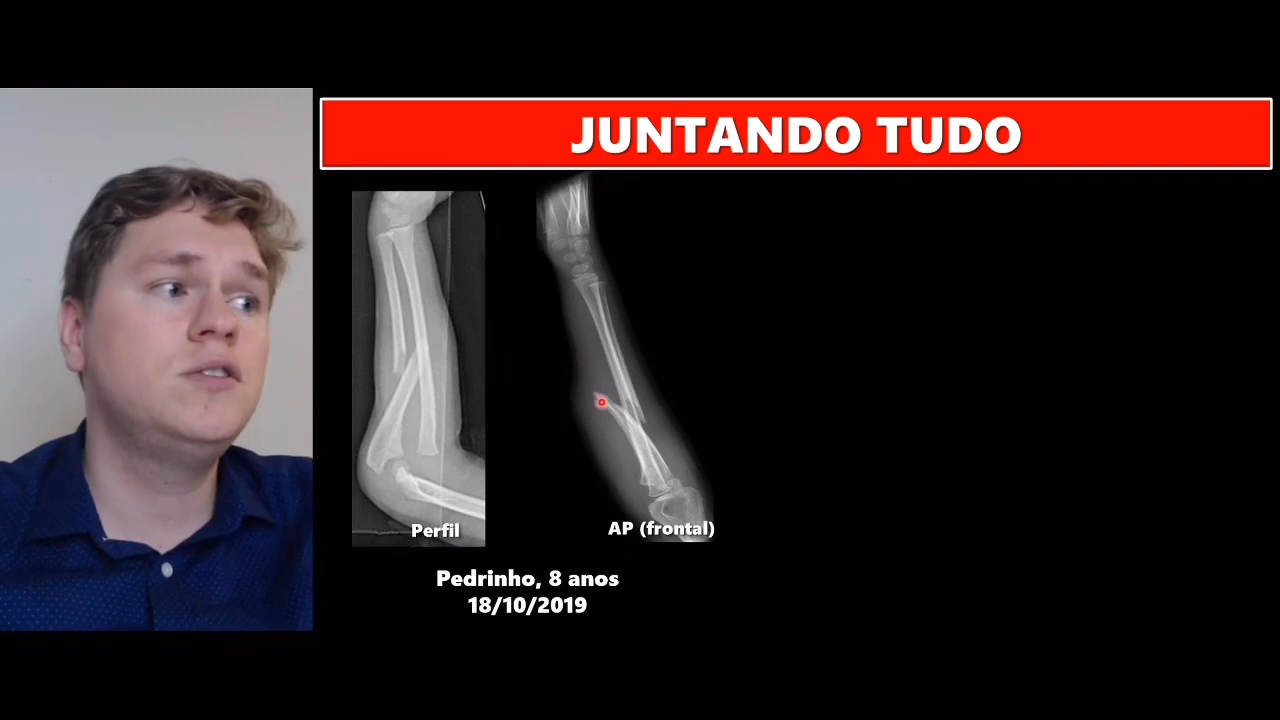 JUNTANDO TUDO
Perfil
AP (frontal)
Pedrinho, 8 anos
18/10/2019